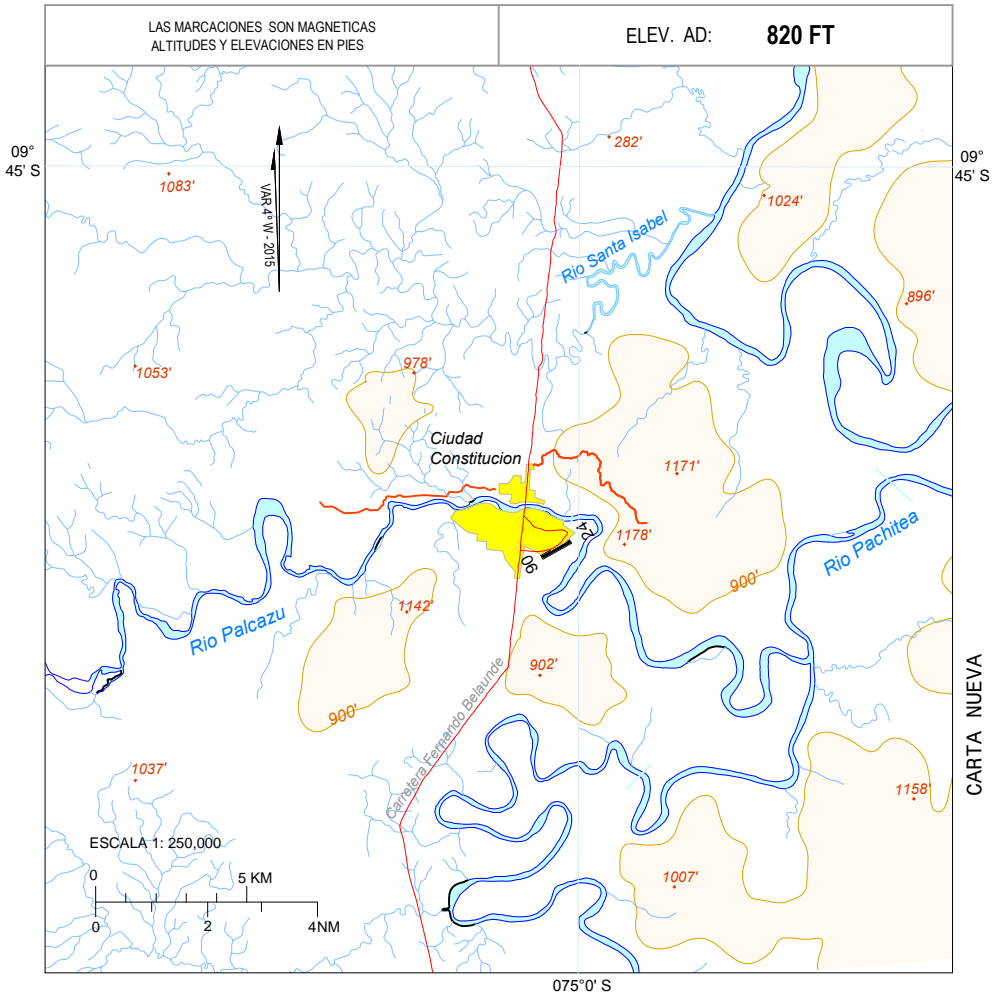 LAS MARCACIONES SON MAGNETICAS
ALTITUDES Y ELEVACIONES EN PIES
ELEV. AD: 820 FT
09°
45' S
09°
45' S
282'
1083'
VAR 4° W - 2015
1024'
Rio Santa Isabel
896'
1053'
978'
Ciudad
Constitucion
1171'
24
1178'
06
Rio Pachitea
900'
1142'
Rio Palcazu
902'
900'
Carretera Fernando Belaunde
CARTA NUEVA
1037'
1158'
ESCALA 1: 250,000
0 5 KM
0 2 4NM
1007'
075°0' S